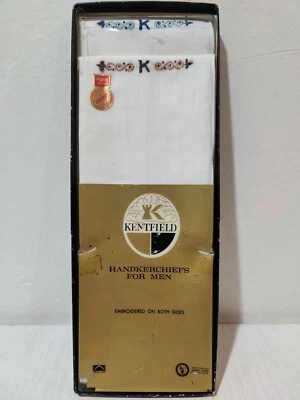 K
K
K
KENTFIELD
HANDKERCHIEFS
FOR MEN
EMBROIDERED ON BOTH SIDES